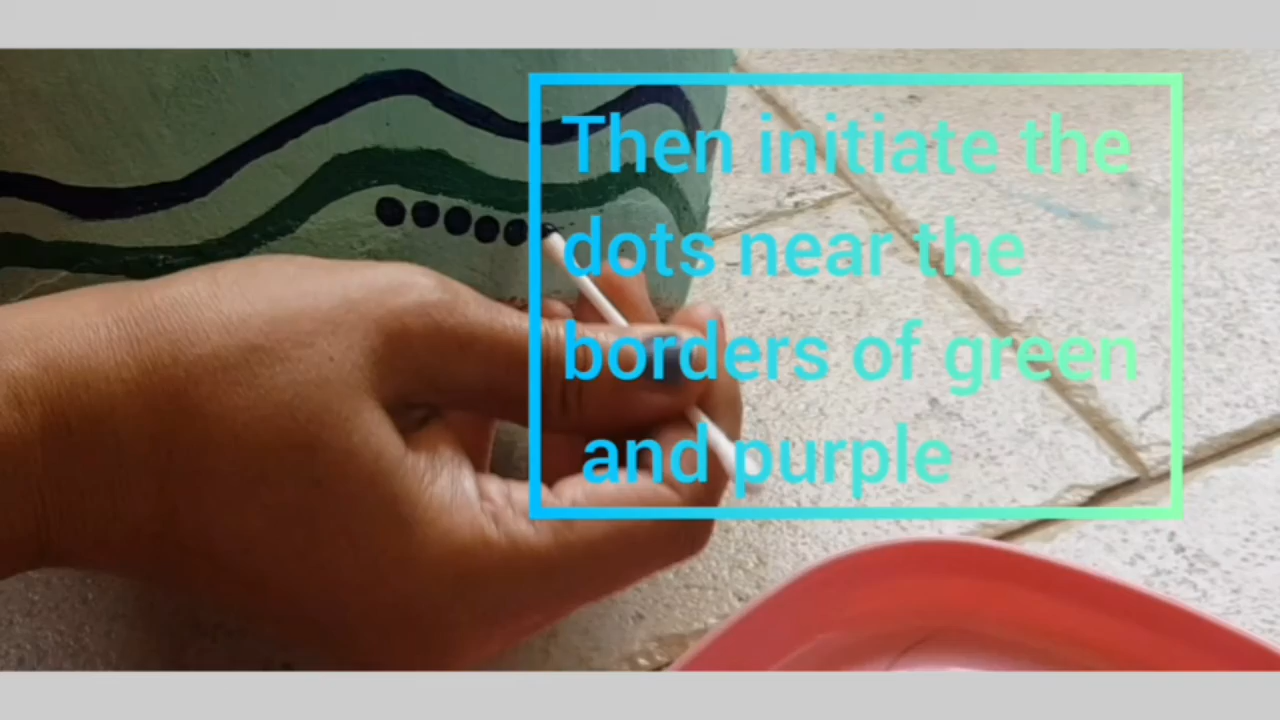 Then initiate the
dots near the
borders of green
and purple